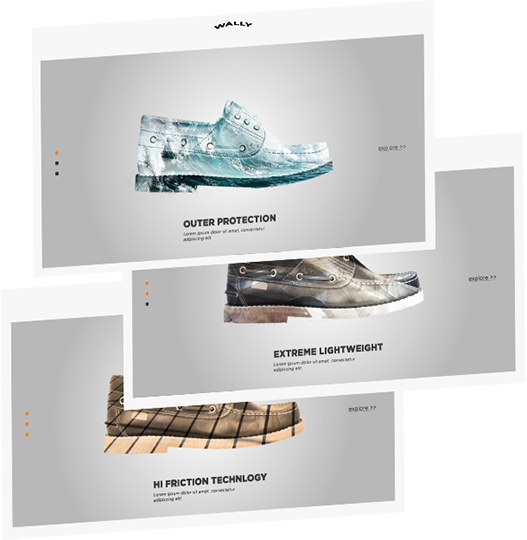 WALLY
explore >>
OUTER PROTECTION
Lorem ipsum dolor sit amet, consectetur
adipiscing elit
explore >>
EXTREME LIGHTWEIGHT
Lorem ipsum dolor sit amet, consectetur
adipiscing elit
explore >>
HI FRICTION TECHNLOGY
Lorem ipsum dolor sit amet, consectetur
adipiscing elit